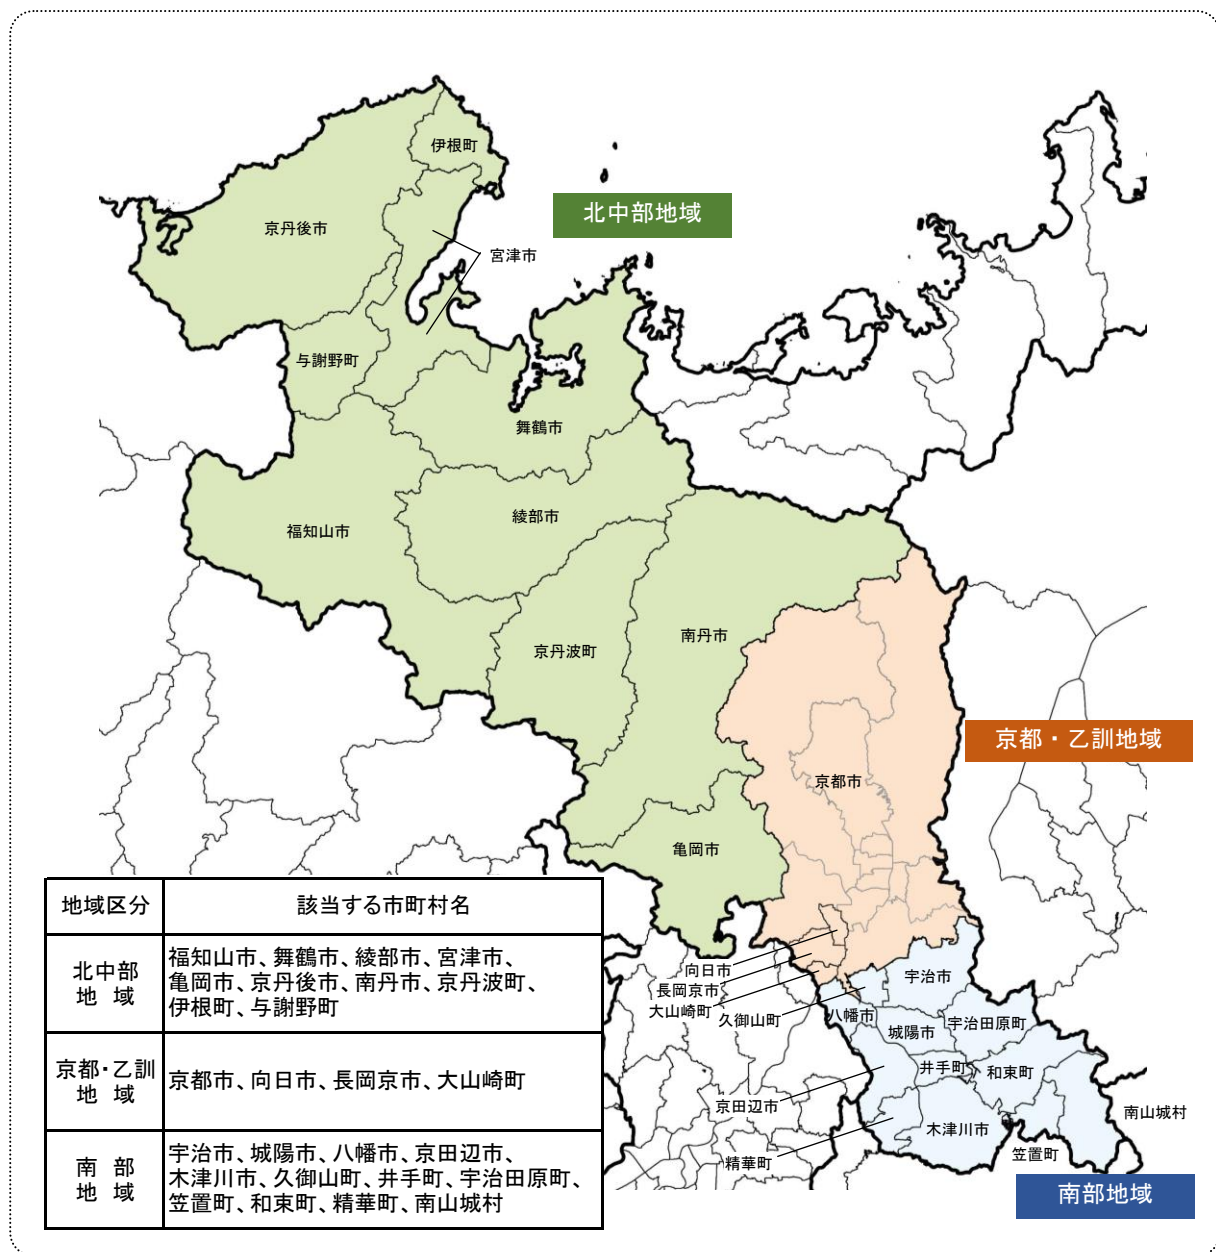 伊根町
北中部地域
京丹後市
宮津市
与謝野町
舞鶴市
綾部市
福知山市
南丹市
京丹波町
京都・乙訓地域
京都市
亀岡市
地域区分 該当する市町村名
北中部
地 域
福知山市、舞鶴市、綾部市、宮津市、
亀岡市、京丹後市、南丹市、京丹波町、
伊根町、与謝野町
京都・乙訓
地 域
京都市、向日市、長岡京市、大山崎町
南 部
地 域
宇治市、城陽市、八幡市、京田辺市、
木津川市、久御山町、井手町、宇治田原町、
笠置町、和束町、精華町、南山城村
向日市
長岡京市
大山崎町
久御山町
宇治市
八幡市
城陽市
宇治田原町
井手町
和束町
京田辺市
南山城村
木津川市
笠置町
精華町
南部地域